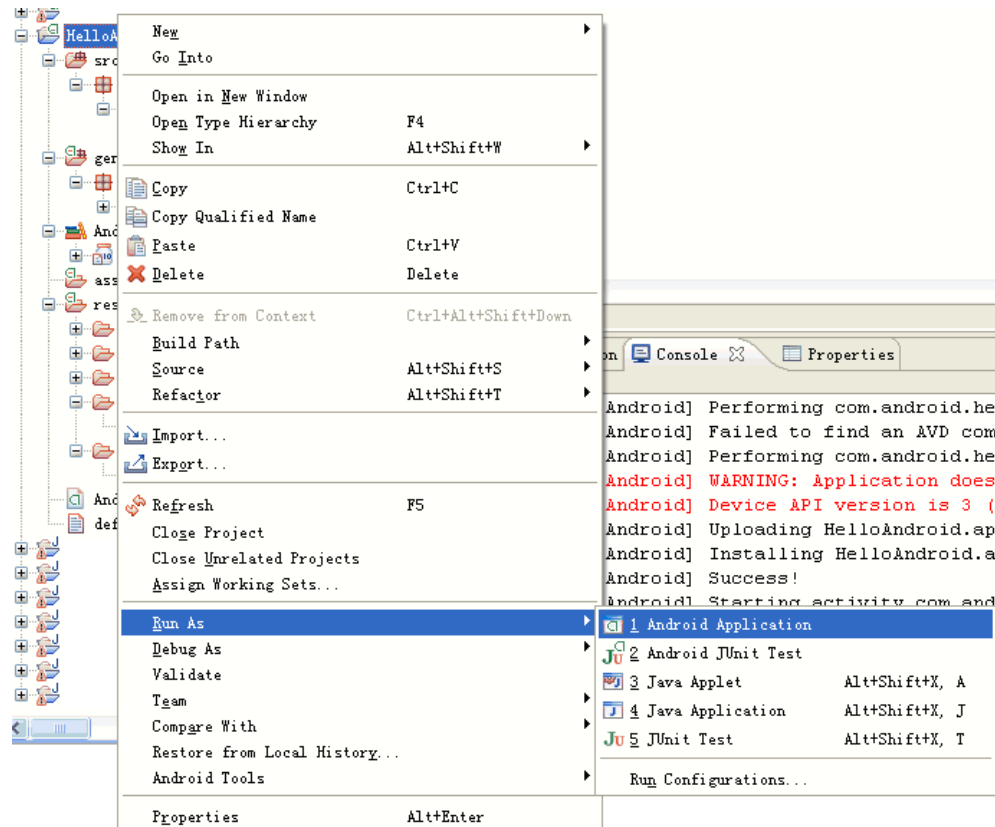 HelloA
src
ger
And
ass
res
And
def
New
Go Into
Open in New Window
Open Type Hierarchy F4
Show In Alt+Shift+W
Copy Ctrl+C
Copy Qualified Name
Paste Ctrl+V
Delete Delete
Remove from Context Ctrl+Alt+Shift+Down
Build Path
Source Alt+Shift+S
Refactor Alt+Shift+T
Import...
Export...
Refresh F5
Close Project
Close Unrelated Projects
Assign Working Sets...
Run As
Debug As
Validate
Team
Compare With
Restore from Local History...
Android Tools
Properties Alt+Enter
on Console Properties
Android] Performing com.android.he
Android] Failed to find an AVD com
Android] Performing com.android.he
Android] WARNING: Application does
Android] Device API version is 3 (
Android] Uploading HelloAndroid.ap
Android] Installing HelloAndroid.a
Android] Success!
Android] Starting activity com.and
1 Android Application
2 Android JUnit Test
3 Java Applet Alt+Shift+X, A
4 Java Application Alt+Shift+X, J
5 JUnit Test Alt+Shift+X, T
Run Configurations...